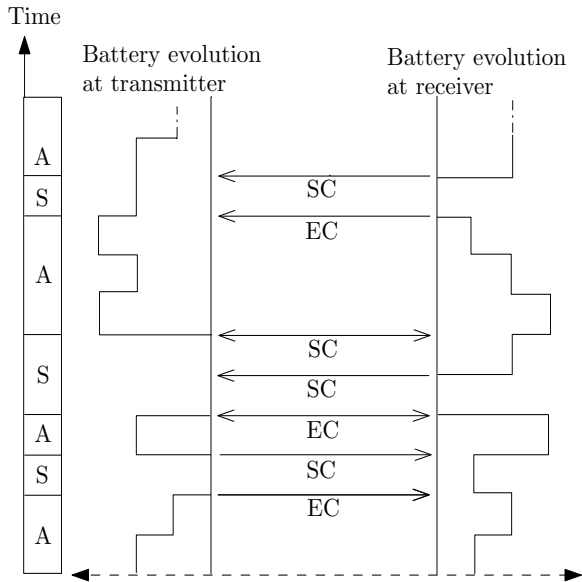 Time
Battery evolution
at transmitter
Battery evolution
at receiver
A
SC
S
EC
A
SC
S
SC
A
EC
S
SC
EC
A